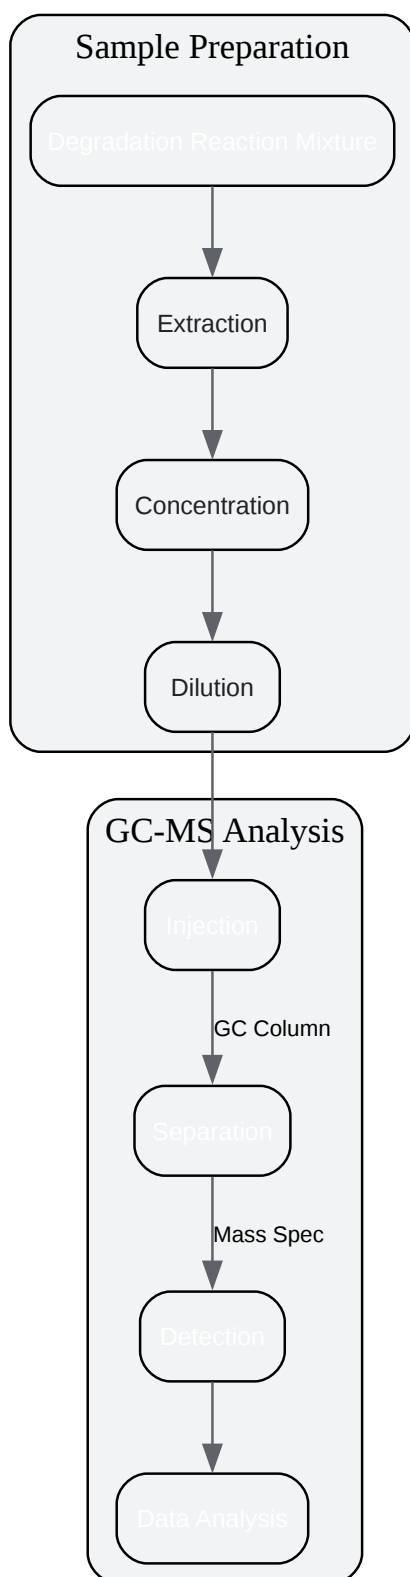 Sample Preparation
Degradation Reaction Mixture
Extraction
Concentration
Dilution
GC-MS Analysis
Injection
GC Column
Separation
Mass Spec
Detection
Data Analysis